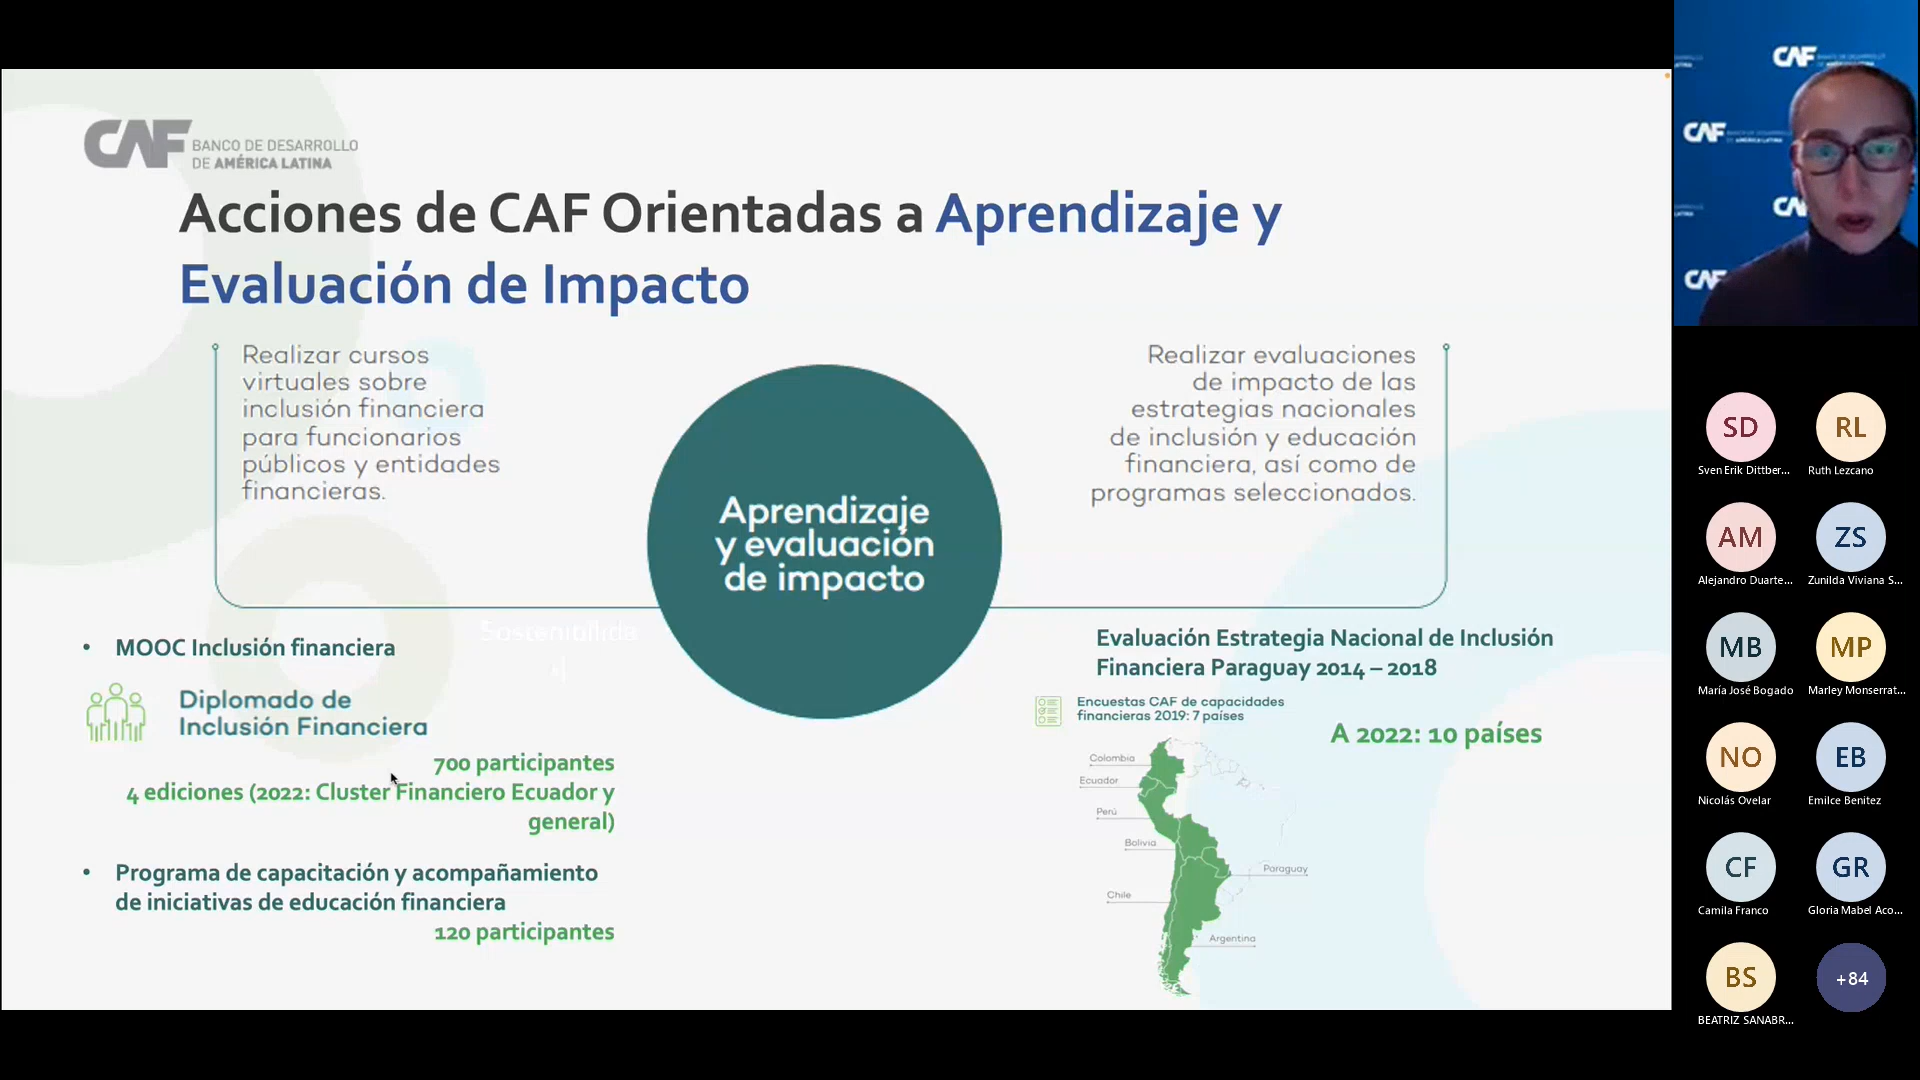 CAF BANCO DE DESARROLLO
DE AMÉRICA LATINA
Acciones de CAF Orientadas a Aprendizaje y
Evaluación de Impacto
Realizar cursos
virtuales sobre
inclusión financiera
para funcionarios
públicos y entidades
financieras.
Aprendizaje
y evaluación
de impacto
Realizar evaluaciones
de impacto de las
estrategias nacionales
de inclusión y educación
financiera, así como de
programas seleccionados.
• MOOC Inclusión financiera
Diplomado de
Inclusión Financiera
700 participantes
4 ediciones (2022: Cluster Financiero Ecuador y
general)
• Programa de capacitación y acompañamiento
de iniciativas de educación financiera
120 participantes
Evaluación Estrategia Nacional de Inclusión
Financiera Paraguay 2014 – 2018
Encuestas CAF de capacidades
financieras 2019: 7 países
A 2022: 10 países
Colombia
Ecuador
Perú
Bolivia
Paraguay
Chile
Argentina
CAF
CAF
CAF
CAF
SD
RL
Sven Erik Dittber...
Ruth Lezcano
AM
ZS
Alejandro Duarte...
Zunilda Viviana S...
MB
MP
María José Bogado
Marley Monserrat...
NO
EB
Nicolás Ovelar
Emilce Benitez
CF
GR
Camila Franco
Gloria Mabel Aco...
BS
+84
BEATRIZ SANABR...